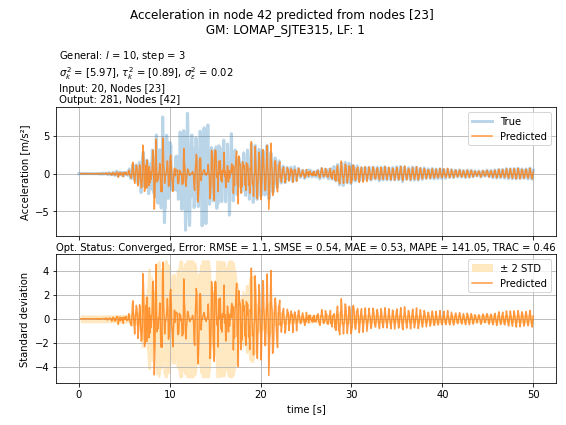 Acceleration in node 42 predicted from nodes [23]
GM: LOMAP_SJTE315, LF: 1
General: l = 10, step = 3
σ_k² = [5.97], τ_k² = [0.89], σ_ε² = 0.02
Input: 20, Nodes [23]
Output: 281, Nodes [42]
Acceleration [m/s²]
5
0
−5
True
Predicted
Opt. Status: Converged, Error: RMSE = 1.1, SMSE = 0.54, MAE = 0.53, MAPE = 141.05, TRAC = 0.46
Standard deviation
4
2
0
−2
−4
± 2 STD
Predicted
0 10 20 30 40 50
time [s]